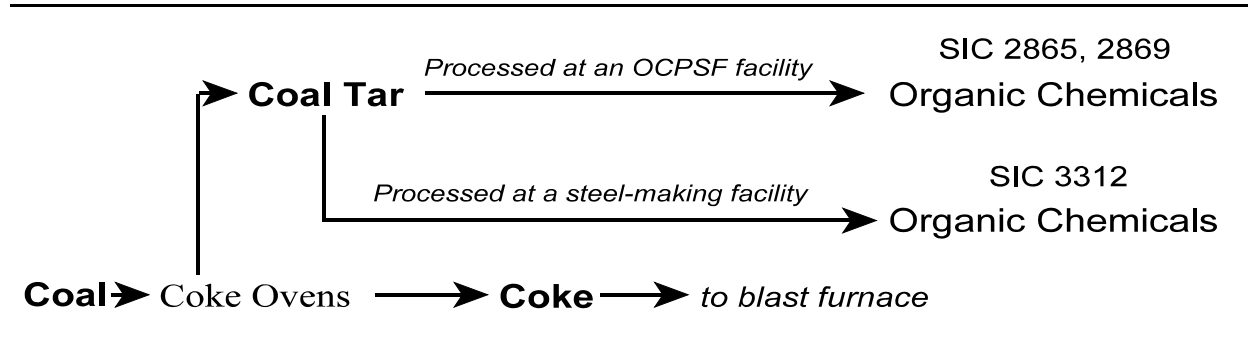 SIC 2865, 2869
Processed at an OCPSF facility
Coal Tar
Organic Chemicals
SIC 3312
Processed at a steel-making facility
Organic Chemicals
Coal Coke Ovens Coke to blast furnace